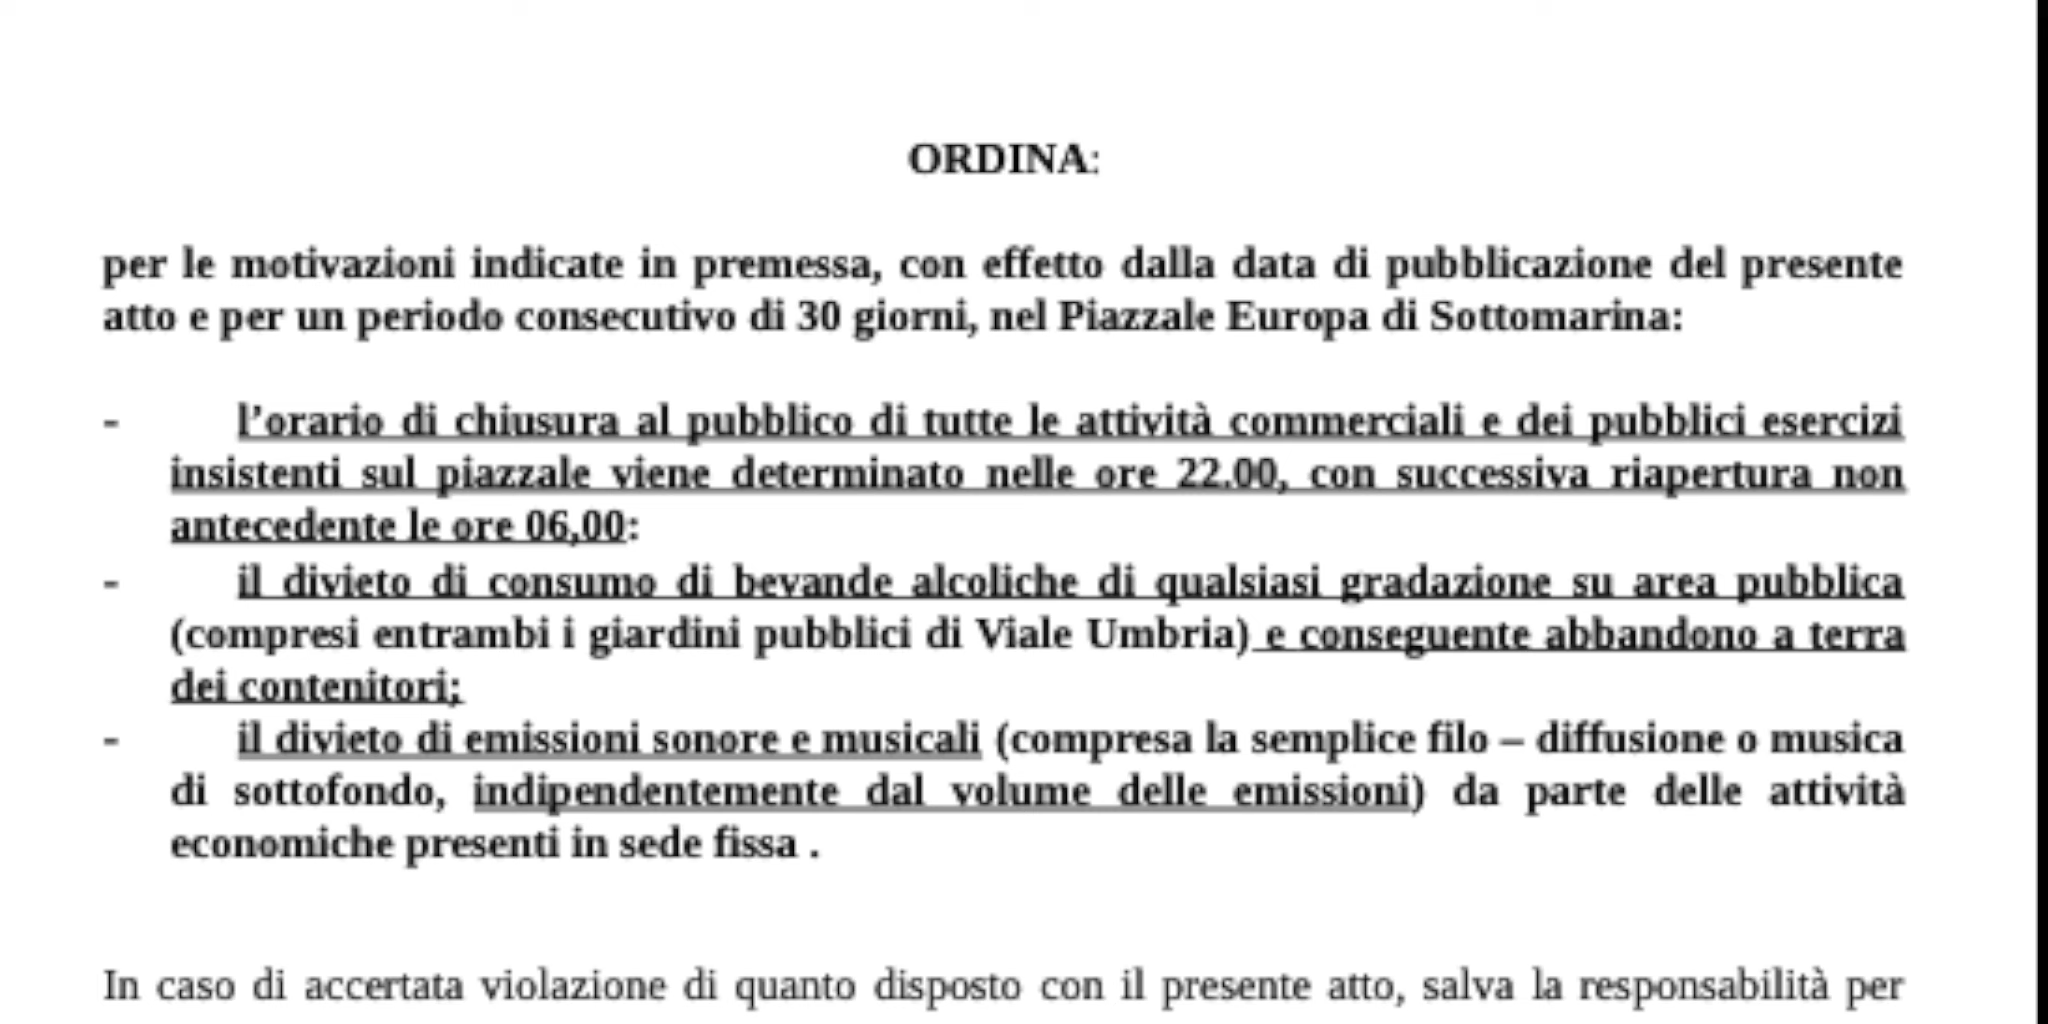 ORDINA:
per le motivazioni indicate in premessa, con effetto dalla data di pubblicazione del presente
atto e per un periodo consecutivo di 30 giorni, nel Piazzale Europa di Sottomarina:
- l’orario di chiusura al pubblico di tutte le attività commerciali e dei pubblici esercizi
insistenti sul piazzale viene determinato nelle ore 22.00, con successiva riapertura non
antecedente le ore 06,00:
- il divieto di consumo di bevande alcoliche di qualsiasi gradazione su area pubblica
(compresi entrambi i giardini pubblici di Viale Umbria) e conseguente abbandono a terra
dei contenitori;
- il divieto di emissioni sonore e musicali (compresa la semplice filo – diffusione o musica
di sottofondo, indipendentemente dal volume delle emissioni) da parte delle attività
economiche presenti in sede fissa .
In caso di accertata violazione di quanto disposto con il presente atto, salva la responsabilità per